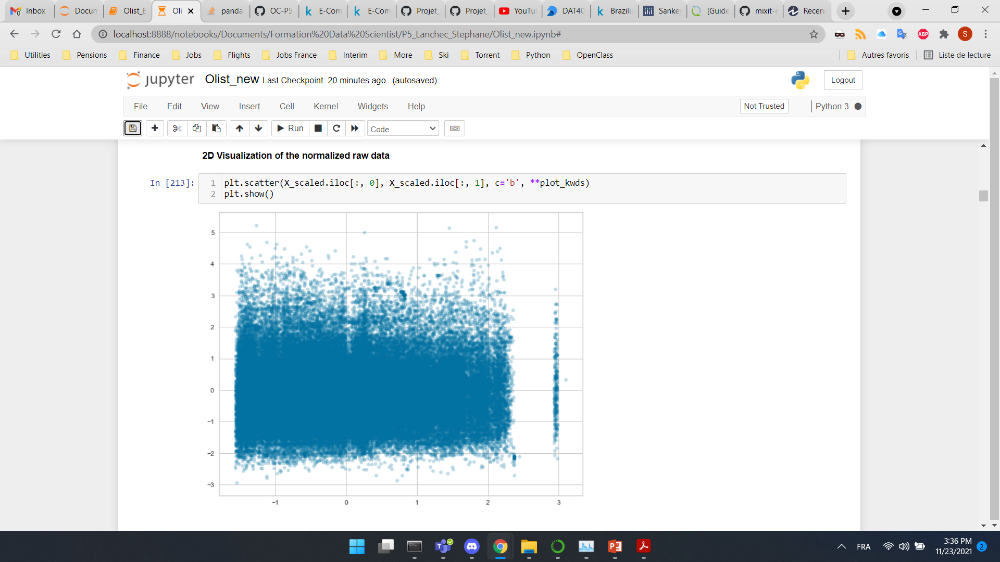 Inbox Docum Olist_E Oli panda OC-P5 E-Com E-Com Projet_ Projet_ YouTu DAT40 Brazili Sankey [Guide mixit-r Recen
localhost:8888/notebooks/Documents/Formation%20Data%20Scientist/P5_Lanchec_Stephane/Olist_new.ipynb#
ABP S
Utilities Pensions Finance Jobs Flights Jobs France Interim More Ski Torrent Python OpenClass Autres favoris Liste de lecture
jupyter Olist_new Last Checkpoint: 20 minutes ago (autosaved) Logout
File Edit View Insert Cell Kernel Widgets Help Not Trusted Python 3
Run Code
2D Visualization of the normalized raw data
In [213]: 1 plt.scatter(X_scaled.iloc[:, 0], X_scaled.iloc[:, 1], c='b', **plot_kwds)
2 plt.show()
5
4
3
2
1
0
−1
−2
−3
−1 0 1 2 3
FRA 3:36 PM
11/23/2021 2